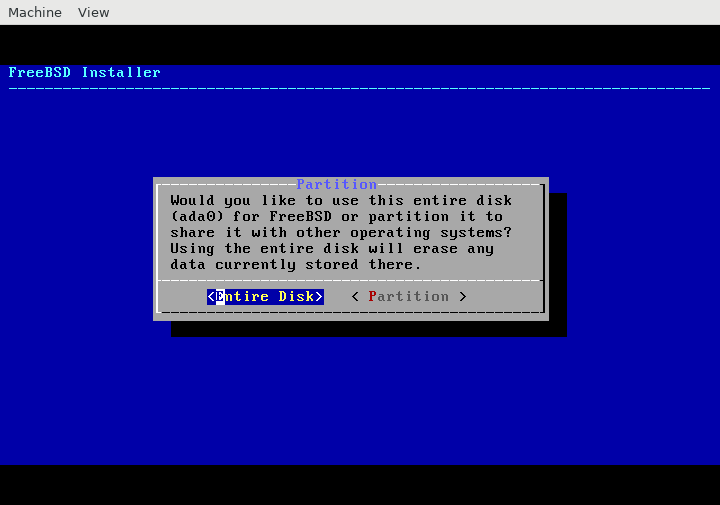 Machine View
FreeBSD Installer
Partition
Would you like to use this entire disk
(ada0) for FreeBSD or partition it to
share it with other operating systems?
Using the entire disk will erase any
data currently stored there.
<Entire Disk> < Partition >